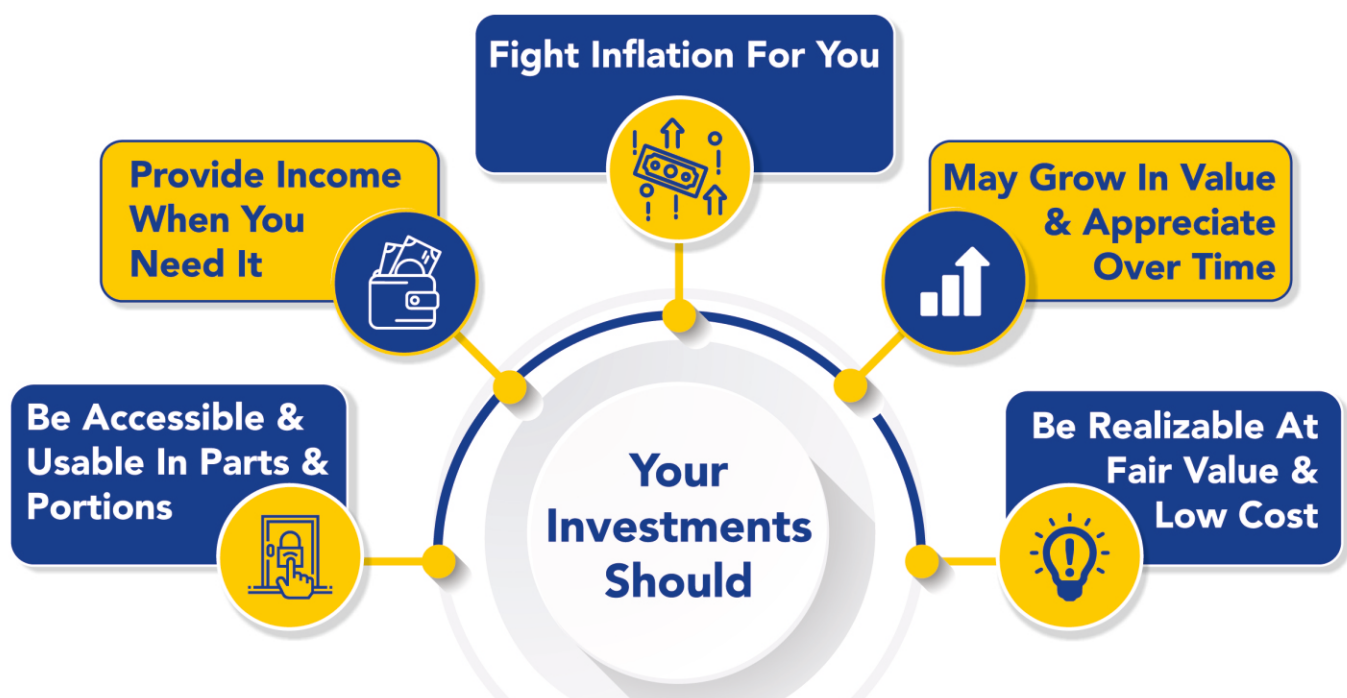 Fight Inflation For You
Provide Income
When You
Need It
May Grow In Value
& Appreciate
Over Time
Be Accessible &
Usable In Parts &
Portions
Be Realizable At
Fair Value &
Low Cost
Your
Investments
Should